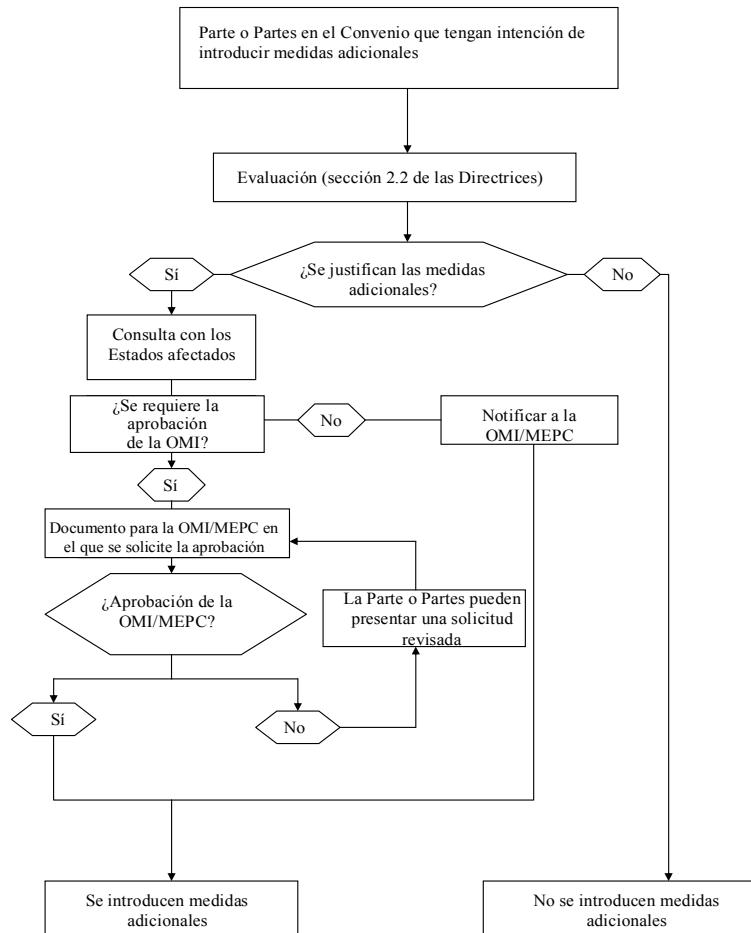 Parte o Partes en el Convenio que tengan intención de
introducir medidas adicionales
Evaluación (sección 2.2 de las Directrices)
¿Se justifican las medidas
adicionales?
Sí
No
Consulta con los
Estados afectados
¿Se requiere la
aprobación
de la OMI?
No
Notificar a la
OMI/MEPC
Sí
Documento para la OMI/MEPC en
el que se solicite la aprobación
¿Aprobación de la
OMI/MEPC?
La Parte o Partes pueden
presentar una solicitud
revisada
Sí
No
Se introducen medidas
adicionales
No se introducen medidas
adicionales